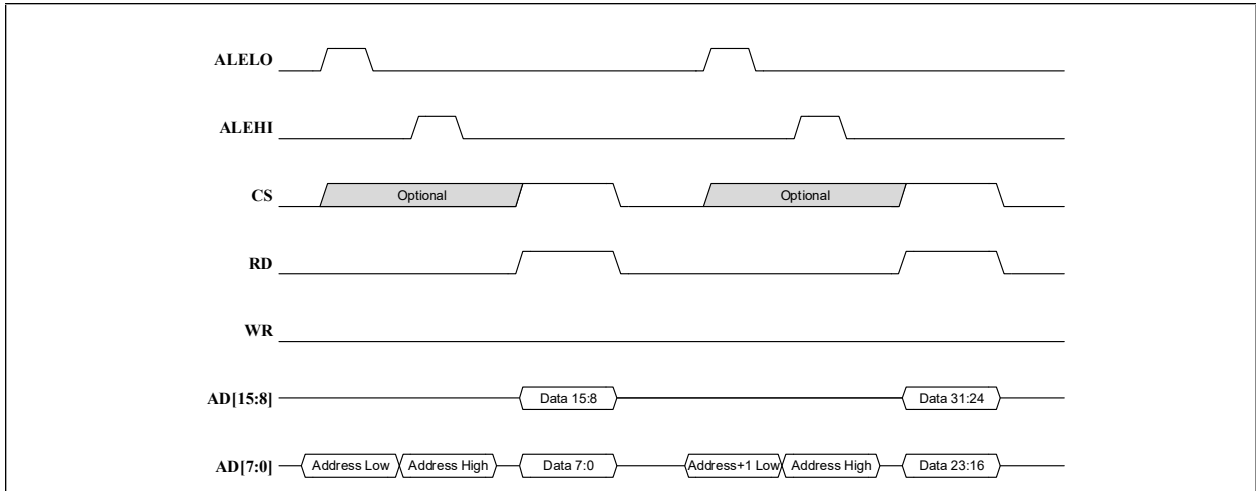 ALELO
ALEHI
CS Optional Optional
RD
WR
AD[15:8] Data 15:8 Data 31:24
AD[7:0] Address Low Address High Data 7:0 Address+1 Low Address High Data 23:16